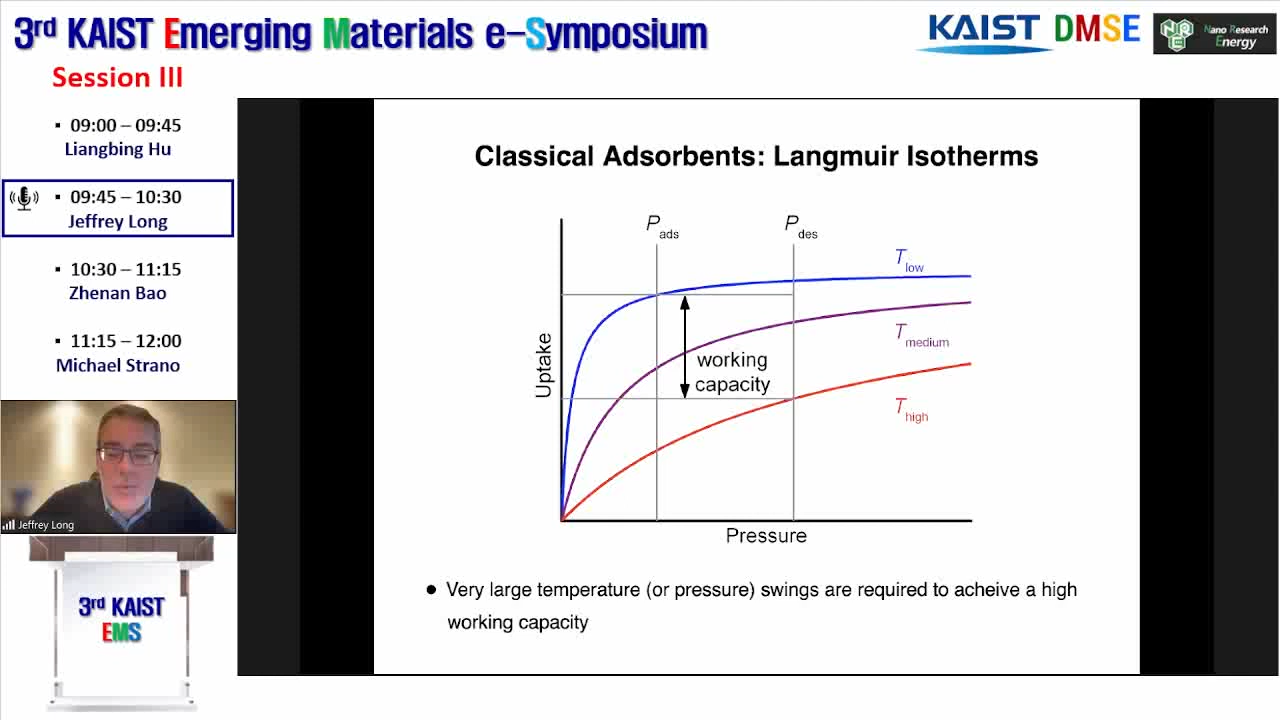 3rd KAIST Emerging Materials e-Symposium
KAIST DMSE
Nano Research
Energy
NRE
Session III
▪ 09:00 – 09:45
Liangbing Hu
▪ 09:45 – 10:30
Jeffrey Long
▪ 10:30 – 11:15
Zhenan Bao
▪ 11:15 – 12:00
Michael Strano
Jeffrey Long
3rd KAIST
EMS
Classical Adsorbents: Langmuir Isotherms
Pads
Pdes
Tlow
Tmedium
Thigh
working
capacity
Uptake
Pressure
● Very large temperature (or pressure) swings are required to acheive a high
working capacity